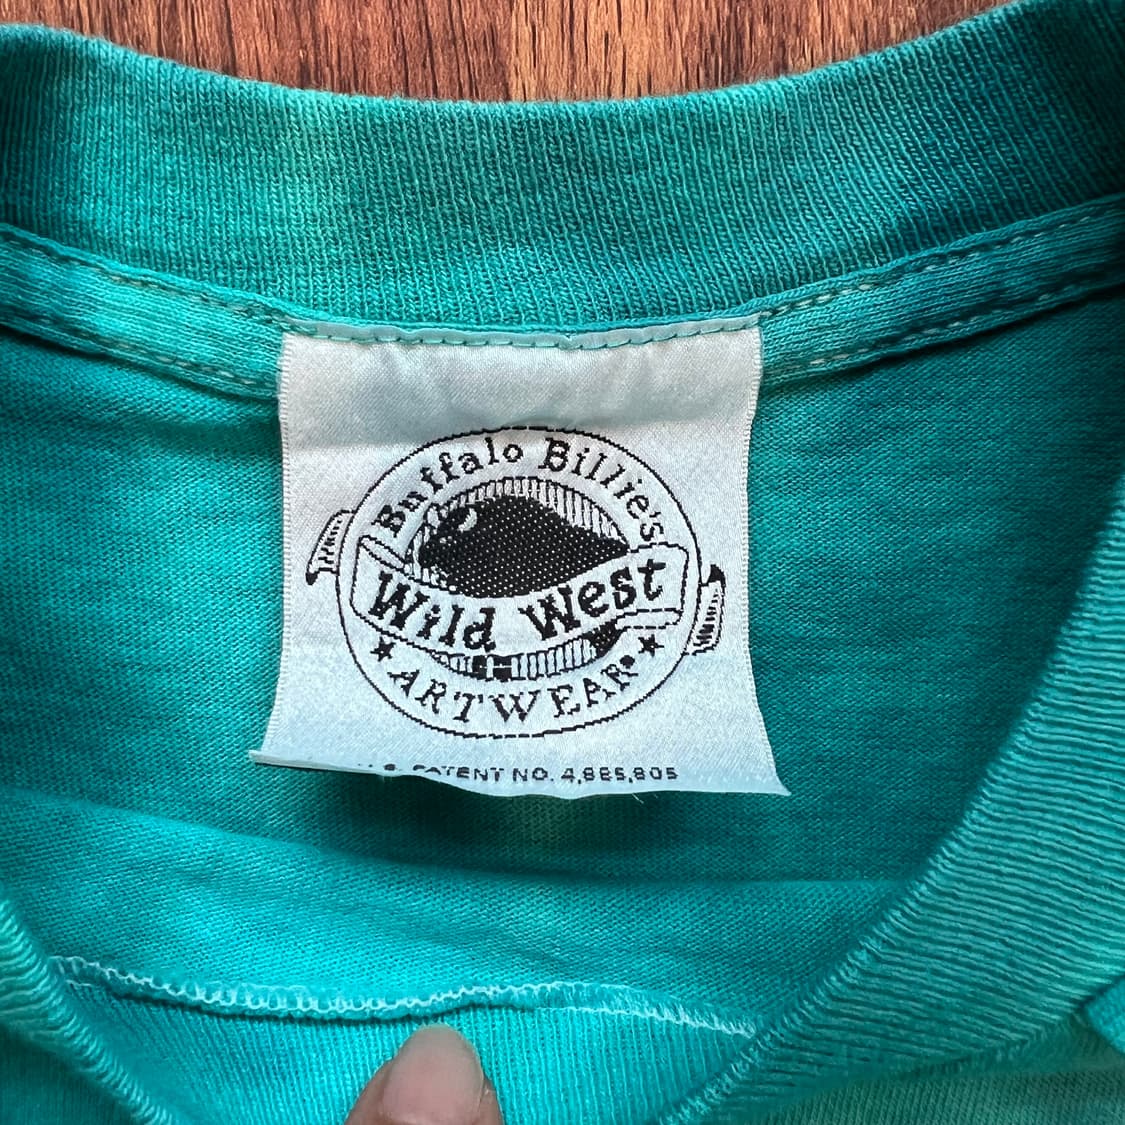 Buffalo Billie's
Wild West
★ ARTWEAR® ★
U.S. PATENT NO. 4,885,805